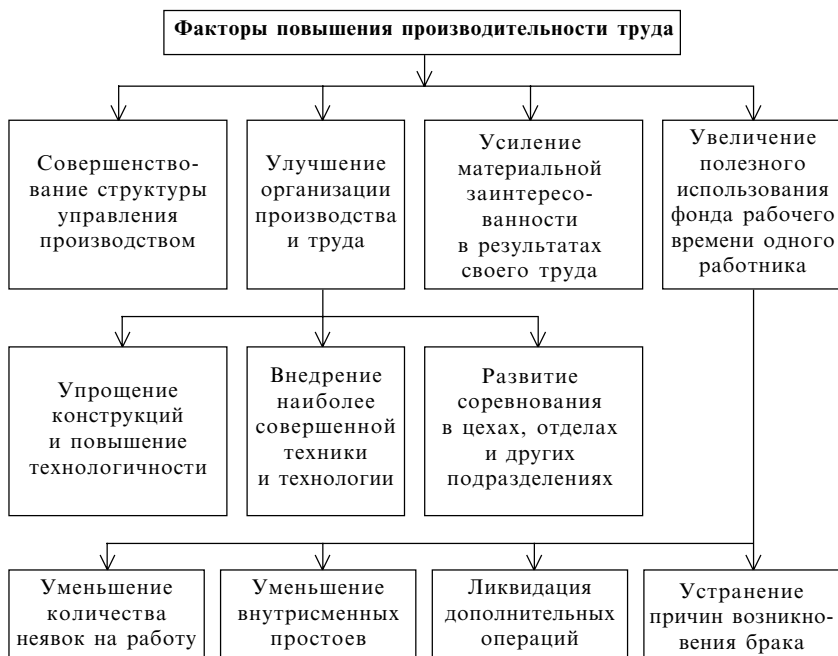 Факторы повышения производительности труда
Совершенство-
вание структуры
управления
производством
Улучшение
организации
производства
и труда
Усиление
материальной
заинтересо-
ванности
в результатах
своего труда
Увеличение
полезного
использования
фонда рабочего
времени одного
работника
Упрощение
конструкций
и повышение
технологичности
Внедрение
наиболее
совершенной
техники
и технологии
Развитие
соревнования
в цехах, отделах
и других
подразделениях
Уменьшение
количества
неявок на работу
Уменьшение
внутрисменных
простоев
Ликвидация
дополнительных
операций
Устранение
причин возникно-
вения брака